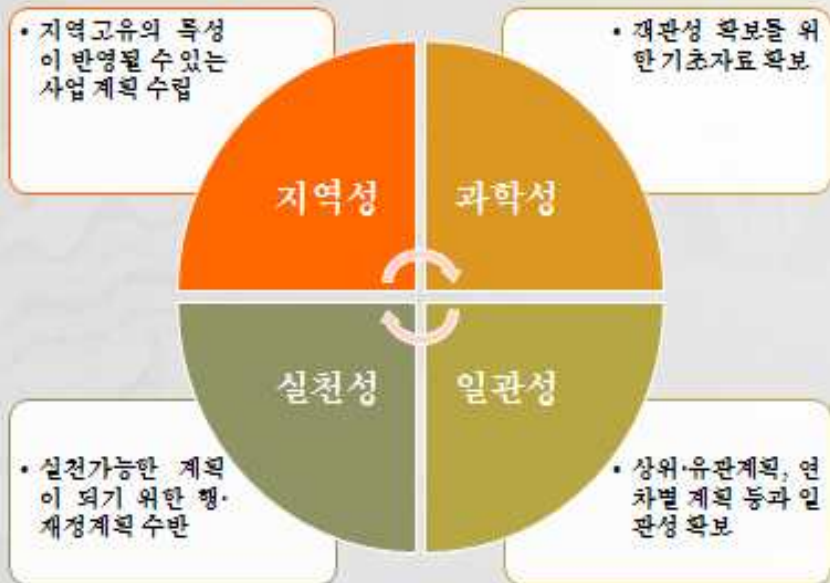 • 지역고유의 특성
이 반영될 수 있는
사업 계획 수립
• 객관성 확보를 위
한 기초자료 확보
지역성
과학성
실천성
일관성
• 실천가능한 계획
이 되기 위한 행·
재정계획 수반
• 상위·유관계획, 연
차별 계획 등과 일
관성 확보